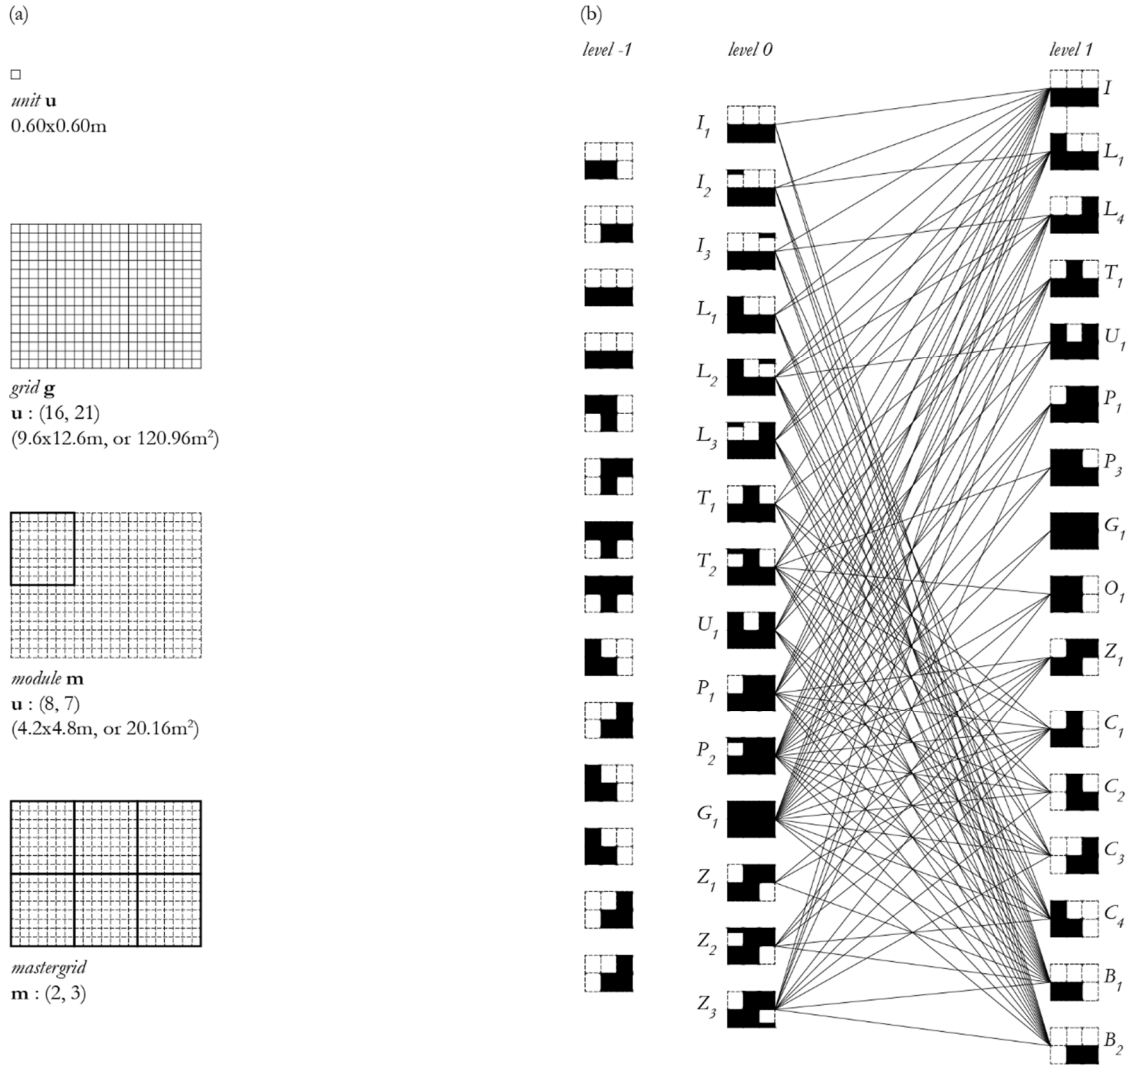 (a)
unit u
0.60x0.60m
grid g
u : (16, 21)
(9.6x12.6m, or 120.96m²)
module m
u : (8, 7)
(4.2x4.8m, or 20.16m²)
mastergrid
m : (2, 3)
(b)
level -1
level 0
level 1
I₁
I₂
I₃
L₁
L₂
L₃
T₁
T₂
U₁
P₁
P₂
G₁
Z₁
Z₂
Z₃
I
L₁
L₄
T₁
U₁
P₁
P₃
G₁
O₁
Z₁
C₁
C₂
C₃
C₄
B₁
B₂